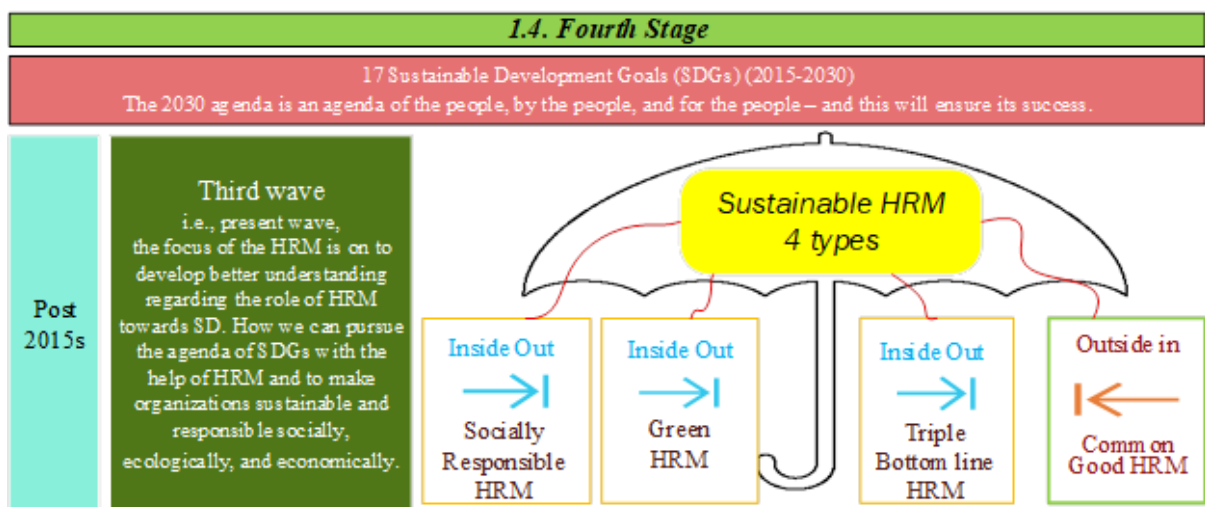 1.4. Fourth Stage
17 Sustainable Development Goals (SDGs) (2015-2030)
The 2030 agenda is an agenda of the people, by the people, and for the people – and this will ensure its success.
Post
2015s
Third wave
i.e., present wave,
the focus of the HRM is on to
develop better understanding
regarding the role of HRM
towards SD. How we can pursue
the agenda of SDGs with the
help of HRM and to make
organizations sustainable and
responsible socially,
ecologically, and economically.
Sustainable HRM
4 types
Inside Out
Socially
Responsible
HRM
Inside Out
Green
HRM
Inside Out
Triple
Bottom line
HRM
Outside in
Common
Good HRM